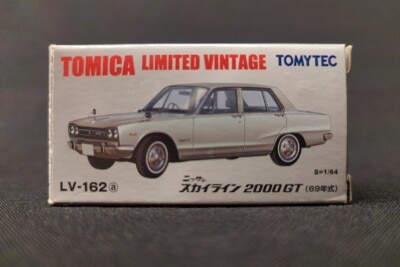 TOMICA LIMITED VINTAGE TOMYTEC
S=1/64
LV-162ⓐ ニッサン スカイライン 2000GT (69年式)